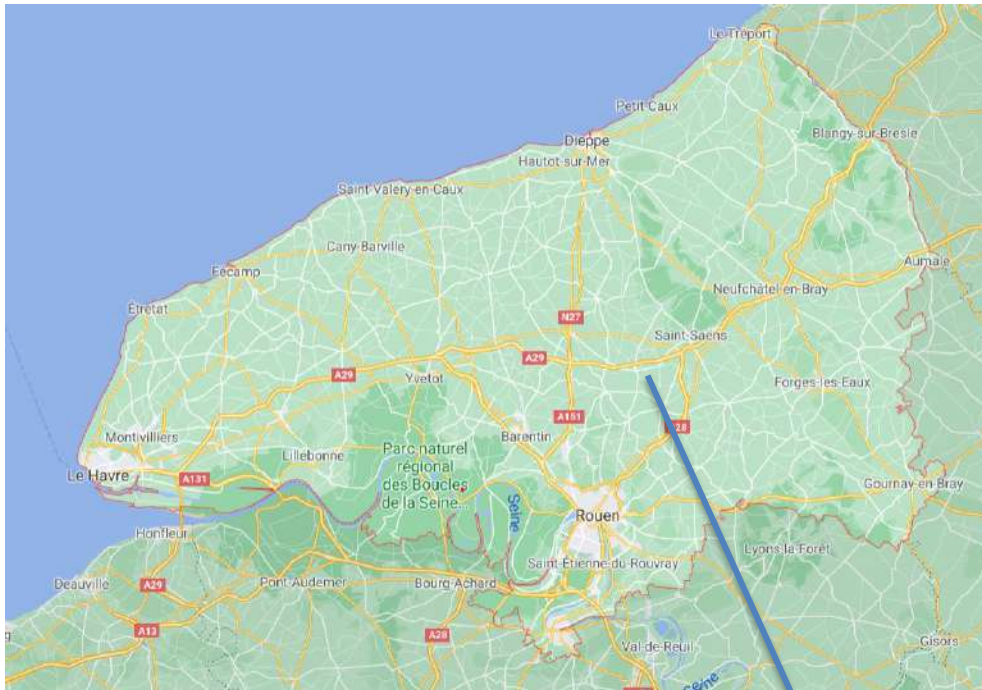 Le Tréport
Petit-Caux
Blangy-sur-Bresle
Dieppe
Hautot-sur-Mer
Saint-Valery-en-Caux
Cany-Barville
Aumale
Fécamp
Neufchâtel-en-Bray
Étretat
N27
Saint-Saëns
A29
A29
Yvetot
Forges-les-Eaux
A151
28
Montivilliers
Barentin
Parc naturel
régional
des Boucles
de la Seine...
Lillebonne
Le Havre
A131
Gournay-en-Bray
Seine
Rouen
Honfleur
Lyons-la-Forêt
Saint-Étienne-du-Rouvray
Deauville
A29
Pont-Audemer
Bourg-Achard
A13
A28
Val-de-Reuil
Gisors
Seine